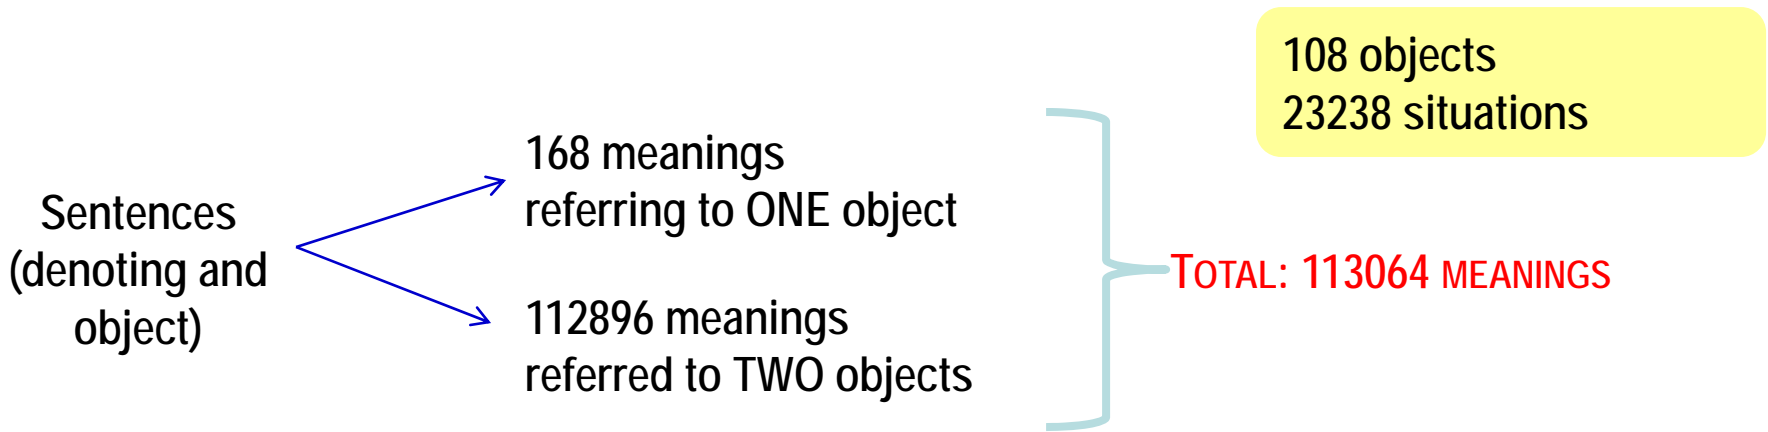 108 objects
23238 situations
168 meanings
referring to ONE object
Sentences
(denoting and
object)
TOTAL: 113064 MEANINGS
112896 meanings
referred to TWO objects